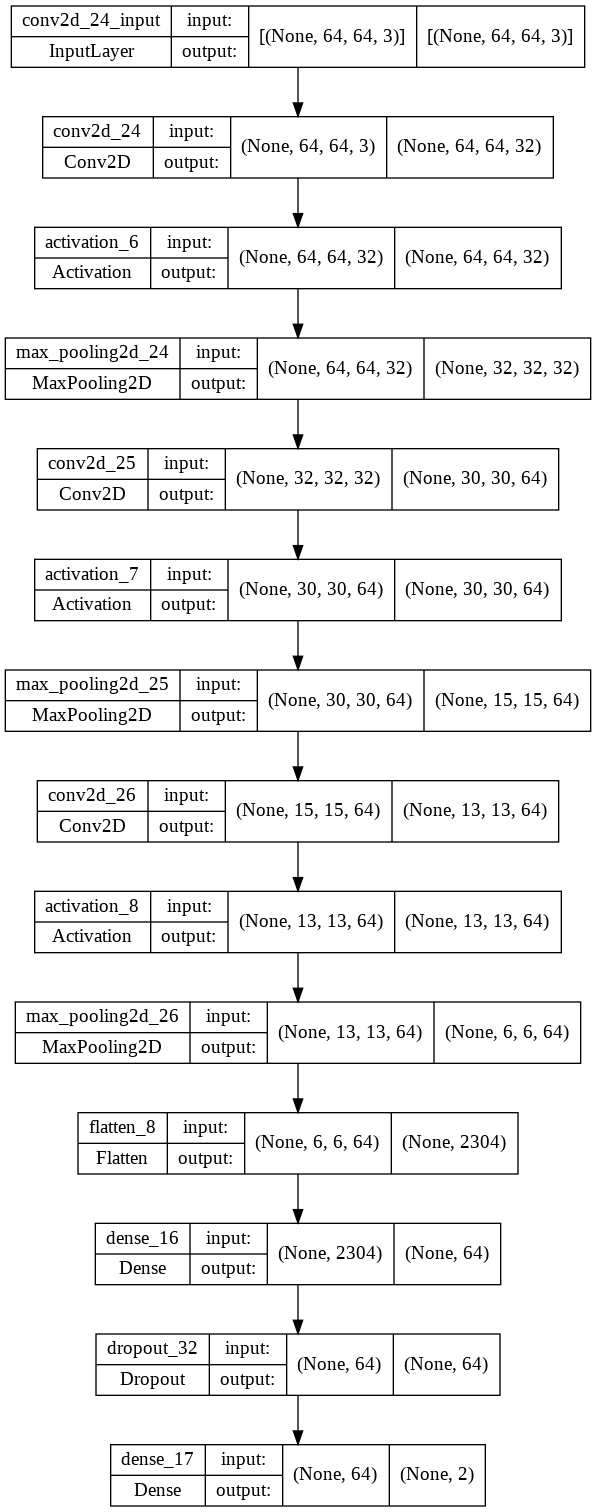 conv2d_24_input input: [(None, 64, 64, 3)] [(None, 64, 64, 3)]
InputLayer output:
conv2d_24 input: (None, 64, 64, 3) (None, 64, 64, 32)
Conv2D output:
activation_6 input: (None, 64, 64, 32) (None, 64, 64, 32)
Activation output:
max_pooling2d_24 input: (None, 64, 64, 32) (None, 32, 32, 32)
MaxPooling2D output:
conv2d_25 input: (None, 32, 32, 32) (None, 30, 30, 64)
Conv2D output:
activation_7 input: (None, 30, 30, 64) (None, 30, 30, 64)
Activation output:
max_pooling2d_25 input: (None, 30, 30, 64) (None, 15, 15, 64)
MaxPooling2D output:
conv2d_26 input: (None, 15, 15, 64) (None, 13, 13, 64)
Conv2D output:
activation_8 input: (None, 13, 13, 64) (None, 13, 13, 64)
Activation output:
max_pooling2d_26 input: (None, 13, 13, 64) (None, 6, 6, 64)
MaxPooling2D output:
flatten_8 input: (None, 6, 6, 64) (None, 2304)
Flatten output:
dense_16 input: (None, 2304) (None, 64)
Dense output:
dropout_32 input: (None, 64) (None, 64)
Dropout output:
dense_17 input: (None, 64) (None, 2)
Dense output: